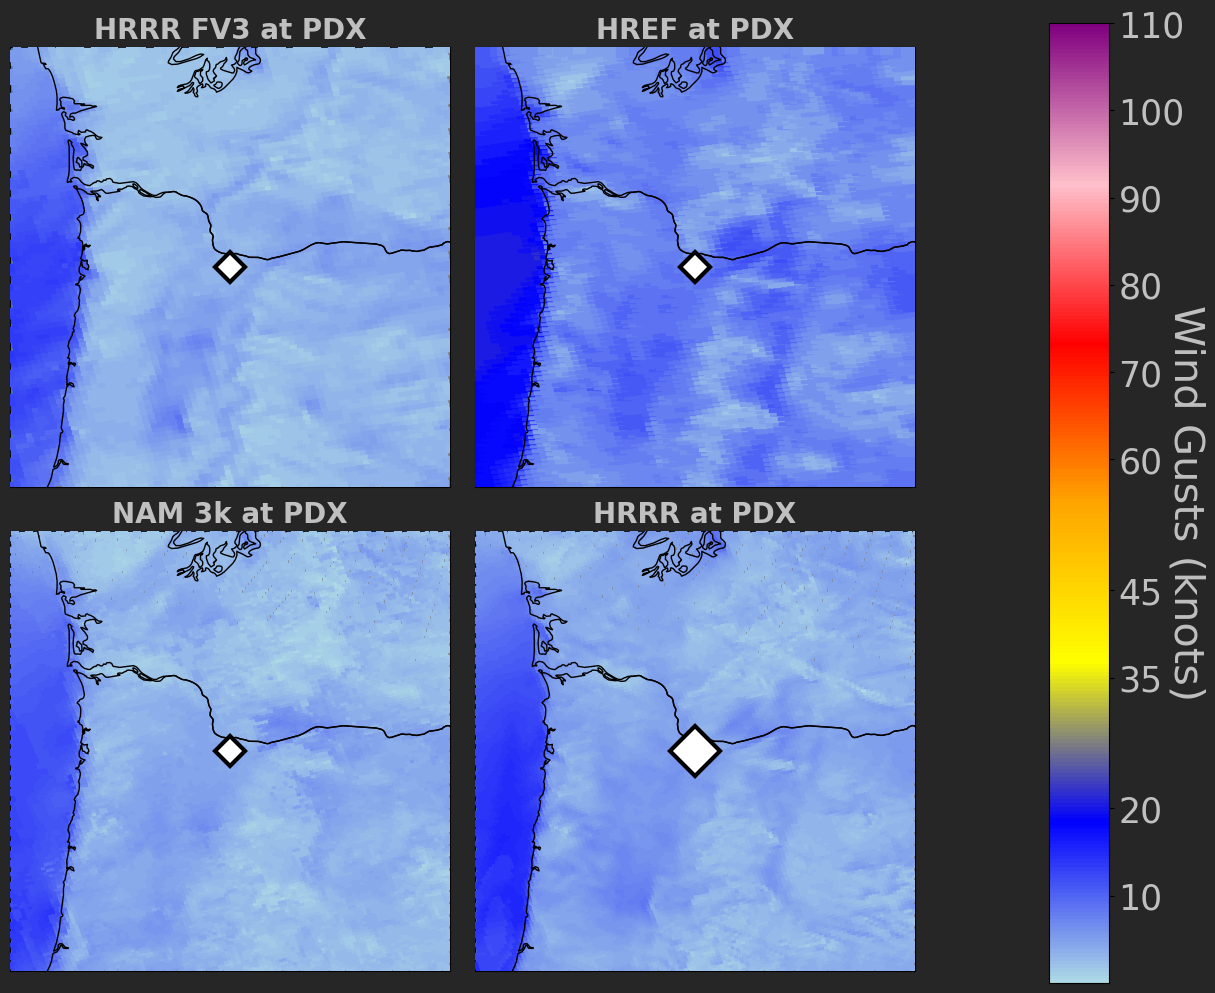 HRRR FV3 at PDX
HREF at PDX
NAM 3k at PDX
HRRR at PDX
110
100
90
80
70
60
45
35
20
10
Wind Gusts (knots)